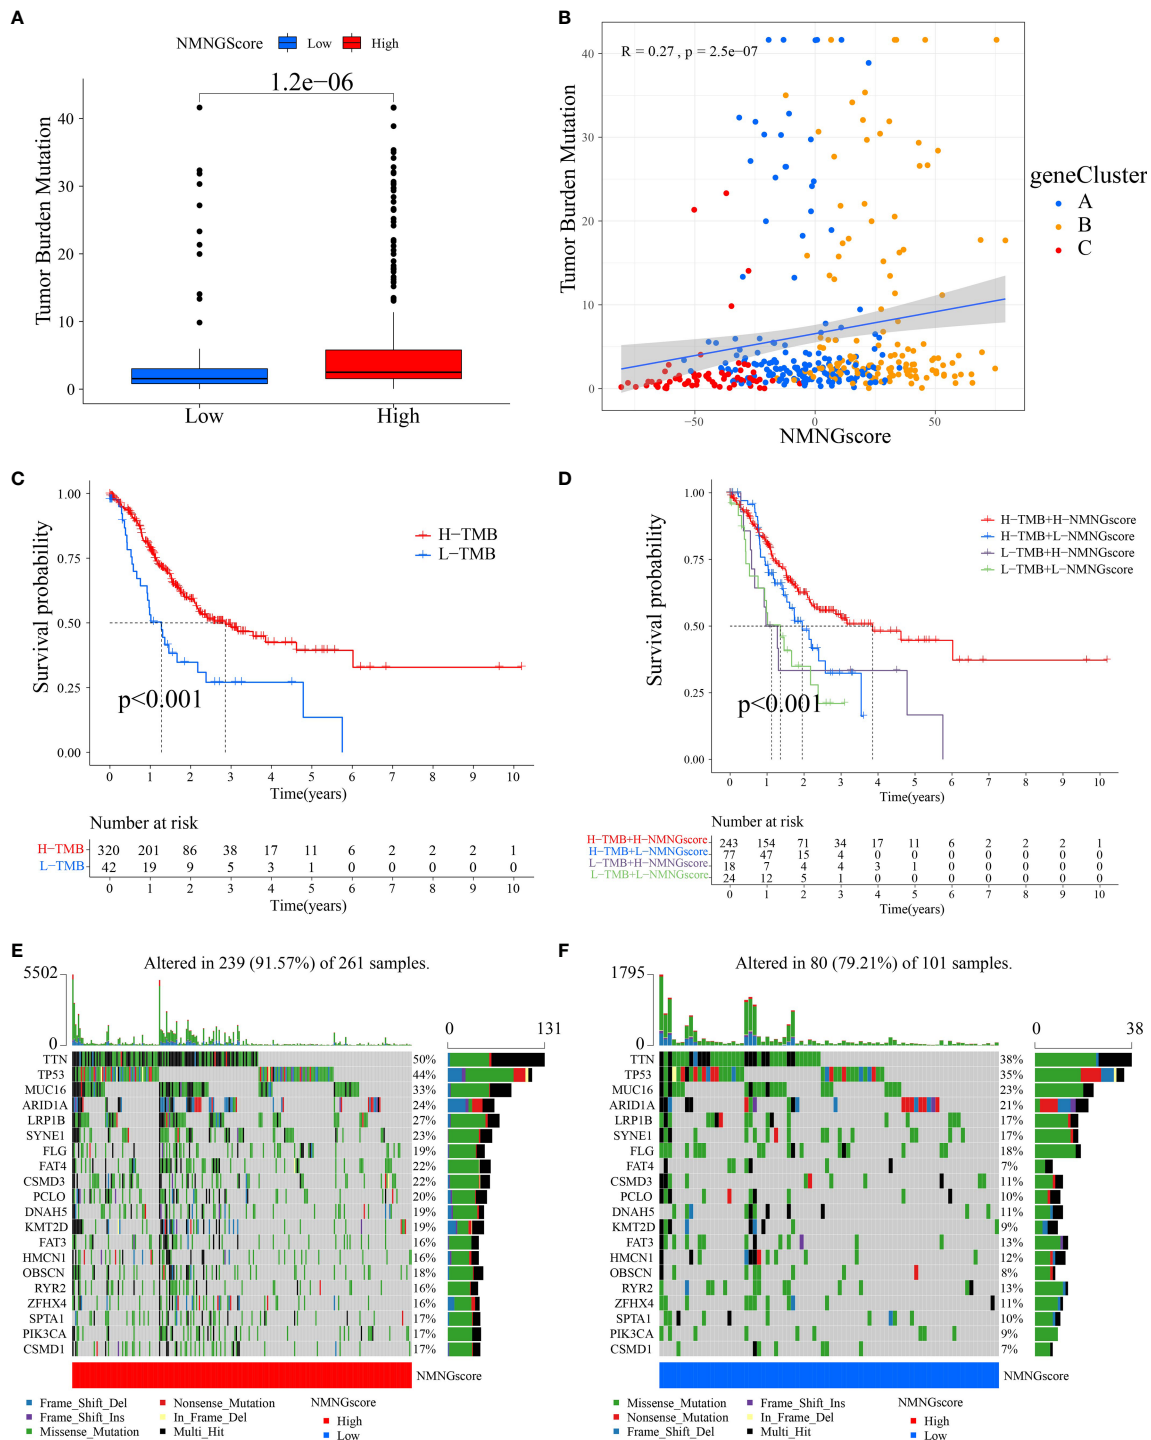 A
NMNGScore Low High
1.2e−06
Tumor Burden Mutation
40
30
20
10
0
Low High
B
R = 0.27 , p = 2.5e−07
Tumor Burden Mutation
40
30
20
10
0
−50 0 50
NMNGscore
geneCluster
A
B
C
C
Survival probability
1.00
0.75
0.50
0.25
0.00
H−TMB
L−TMB
p<0.001
0 1 2 3 4 5 6 7 8 9 10
Time(years)
Number at risk
H−TMB 320 201 86 38 17 11 6 2 2 2 1
L−TMB 42 19 9 5 3 1 0 0 0 0 0
0 1 2 3 4 5 6 7 8 9 10
Time(years)
D
Survival probability
1.00
0.75
0.50
0.25
0.00
H−TMB+H−NMNGscore
H−TMB+L−NMNGscore
L−TMB+H−NMNGscore
L−TMB+L−NMNGscore
p<0.001
0 1 2 3 4 5 6 7 8 9 10
Time(years)
Number at risk
H−TMB+H−NMNGscore 243 154 71 34 17 11 6 2 2 2 1
H−TMB+L−NMNGscore 77 47 15 4 0 0 0 0 0 0 0
L−TMB+H−NMNGscore 18 7 4 4 3 1 0 0 0 0 0
L−TMB+L−NMNGscore 24 12 5 1 0 0 0 0 0 0 0
0 1 2 3 4 5 6 7 8 9 10
Time(years)
E
Altered in 239 (91.57%) of 261 samples.
5502
0
0 131
TTN 50%
TP53 44%
MUC16 33%
ARID1A 24%
LRP1B 27%
SYNE1 23%
FLG 19%
FAT4 22%
CSMD3 22%
PCLO 20%
DNAH5 19%
KMT2D 19%
FAT3 16%
HMCN1 16%
OBSCN 18%
RYR2 16%
ZFHX4 16%
SPTA1 17%
PIK3CA 17%
CSMD1 17%
NMNGscore
Frame_Shift_Del Nonsense_Mutation NMNGscore
Frame_Shift_Ins In_Frame_Del High
Missense_Mutation Multi_Hit Low
F
Altered in 80 (79.21%) of 101 samples.
1795
0
0 38
TTN 38%
TP53 35%
MUC16 23%
ARID1A 21%
LRP1B 17%
SYNE1 17%
FLG 18%
FAT4 7%
CSMD3 11%
PCLO 10%
DNAH5 11%
KMT2D 9%
FAT3 13%
HMCN1 12%
OBSCN 8%
RYR2 13%
ZFHX4 11%
SPTA1 10%
PIK3CA 9%
CSMD1 7%
NMNGscore
Missense_Mutation Frame_Shift_Ins NMNGscore
Nonsense_Mutation In_Frame_Del High
Frame_Shift_Del Multi_Hit Low